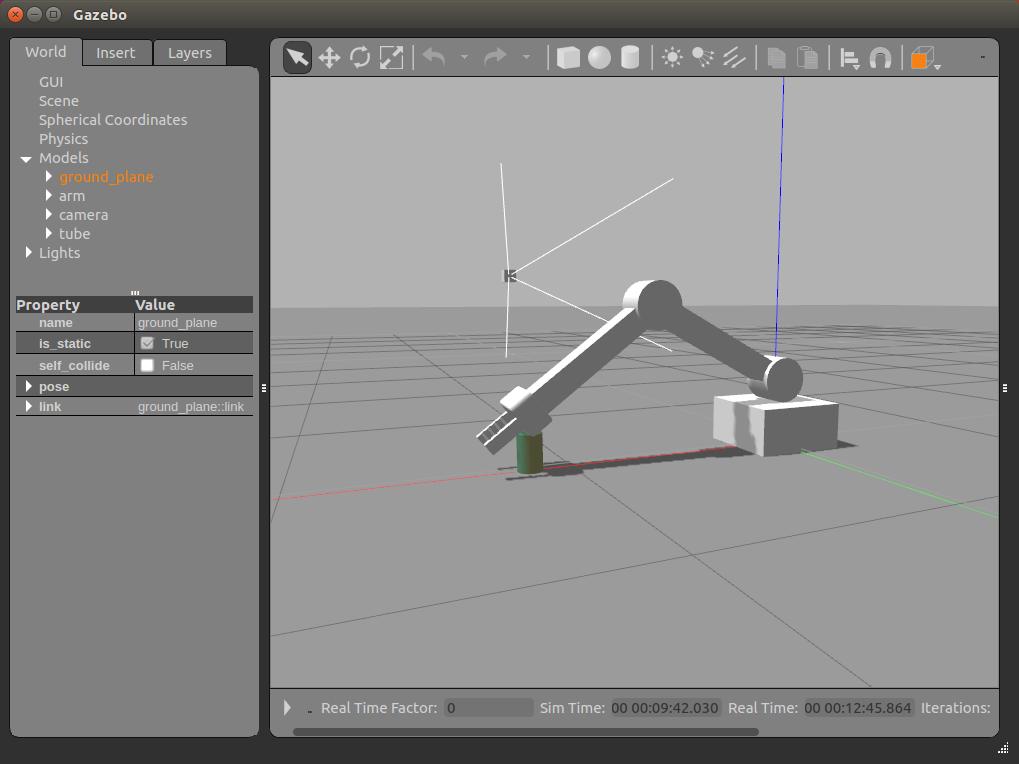 Gazebo
World Insert Layers
GUI
Scene
Spherical Coordinates
Physics
Models
ground_plane
arm
camera
tube
Lights
Property Value
name ground_plane
is_static True
self_collide False
pose
link ground_plane::link
Real Time Factor: 0 Sim Time: 00 00:09:42.030 Real Time: 00 00:12:45.864 Iterations: